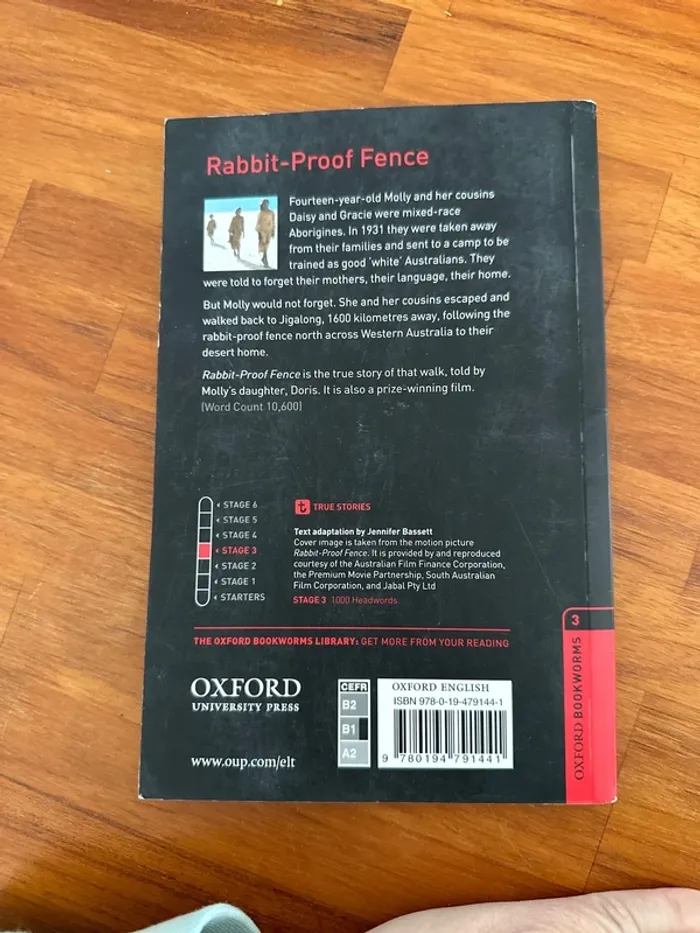 Rabbit-Proof Fence
Fourteen-year-old Molly and her cousins
Daisy and Gracie were mixed-race
Aborigines. In 1931 they were taken away
from their families and sent to a camp to be
trained as good 'white' Australians. They
were told to forget their mothers, their language, their home.
But Molly would not forget. She and her cousins escaped and
walked back to Jigalong, 1600 kilometres away, following the
rabbit-proof fence north across Western Australia to their
desert home.
Rabbit-Proof Fence is the true story of that walk, told by
Molly's daughter, Doris. It is also a prize-winning film.
(Word Count 10,600)
STAGE 6
STAGE 5
STAGE 4
STAGE 3
STAGE 2
STAGE 1
STARTERS
t TRUE STORIES
Text adaptation by Jennifer Bassett
Cover image is taken from the motion picture
Rabbit-Proof Fence. It is provided by and reproduced
courtesy of the Australian Film Finance Corporation,
the Premium Movie Partnership, South Australian
Film Corporation, and Jabal Pty Ltd
STAGE 3 1000 Headwords
THE OXFORD BOOKWORMS LIBRARY: GET MORE FROM YOUR READING
OXFORD
UNIVERSITY PRESS
www.oup.com/elt
CEFR
B2
B1
A2
OXFORD ENGLISH
ISBN 978-0-19-479144-1
9 780194 791441
3
OXFORD BOOKWORMS